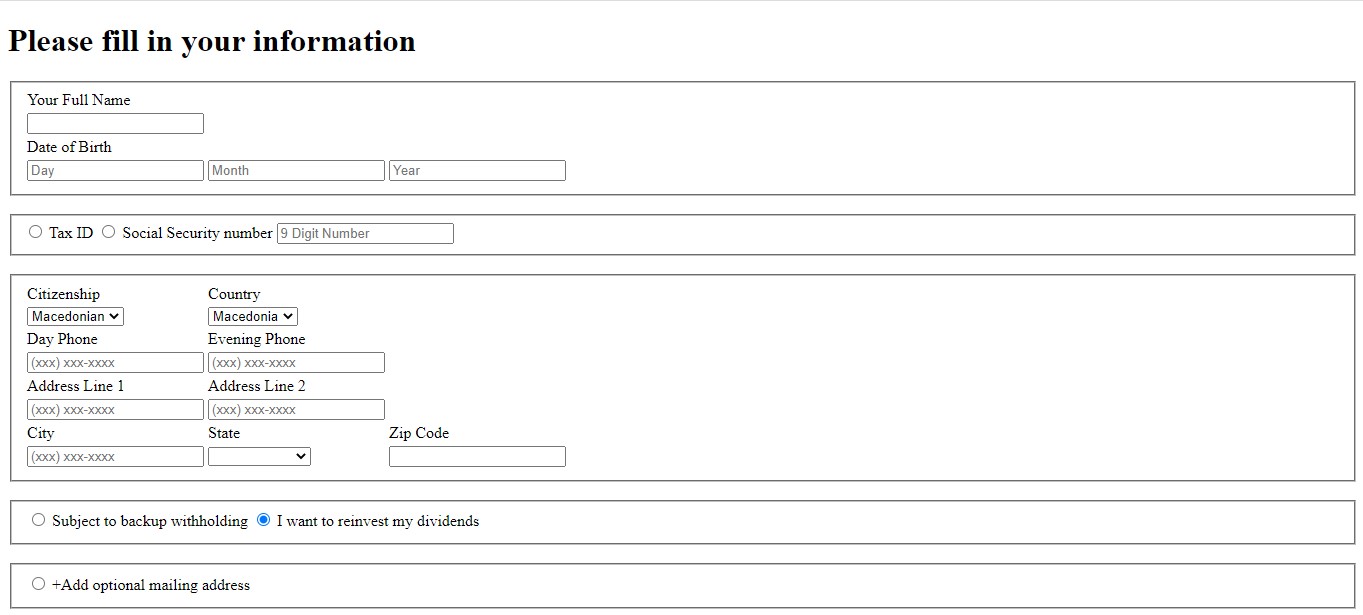 Please fill in your information
Your Full Name
Date of Birth
Day Month Year
Tax ID Social Security number 9 Digit Number
Citizenship Country
Macedonian Macedonia
Day Phone Evening Phone
(xxx) xxx-xxxx (xxx) xxx-xxxx
Address Line 1 Address Line 2
(xxx) xxx-xxxx (xxx) xxx-xxxx
City State Zip Code
(xxx) xxx-xxxx
Subject to backup withholding I want to reinvest my dividends
+Add optional mailing address